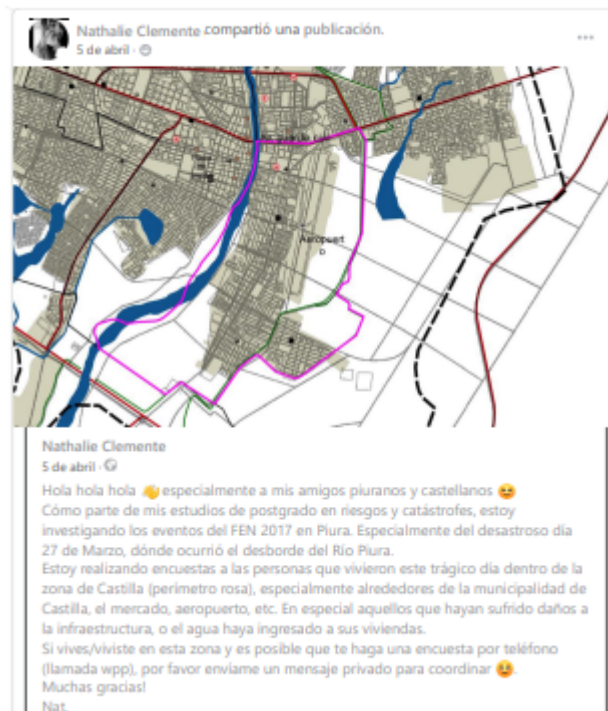 Nathalie Clemente compartió una publicación.
5 de abril ·
Aeropuert
o
Nathalie Clemente
5 de abril ·
Hola hola hola 👋 especialmente a mis amigos piuranos y castellanos 😄
Cómo parte de mis estudios de postgrado en riesgos y catástrofes, estoy
investigando los eventos del FEN 2017 en Piura. Especialmente del desastroso día
27 de Marzo, dónde ocurrió el desborde del Río Piura.
Estoy realizando encuestas a las personas que vivieron este trágico día dentro de la
zona de Castilla (perímetro rosa), especialmente alrededores de la municipalidad de
Castilla, el mercado, aeropuerto, etc. En especial aquellos que hayan sufrido daños a
la infraestructura, o el agua haya ingresado a sus viviendas.
Si vives/viviste en esta zona y es posible que te haga una encuesta por teléfono
(llamada wpp), por favor enviame un mensaje privado para coordinar
Muchas gracias!
Nat.